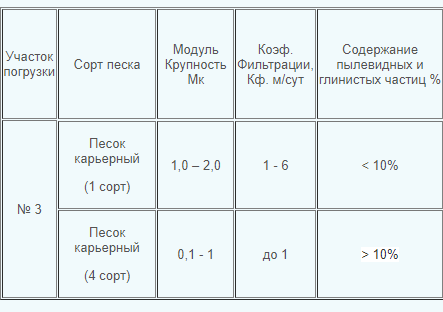 Участок
погрузки
Сорт песка
Модуль
Крупность
Мк
Коэф.
Фильтрации,
Кф. м/сут
Содержание
пылевидных и
глинистых частиц %
№ 3
Песок
карьерный
(1 сорт)
1,0 – 2,0
1 - 6
< 10%
Песок
карьерный
(4 сорт)
0,1 - 1
до 1
> 10%